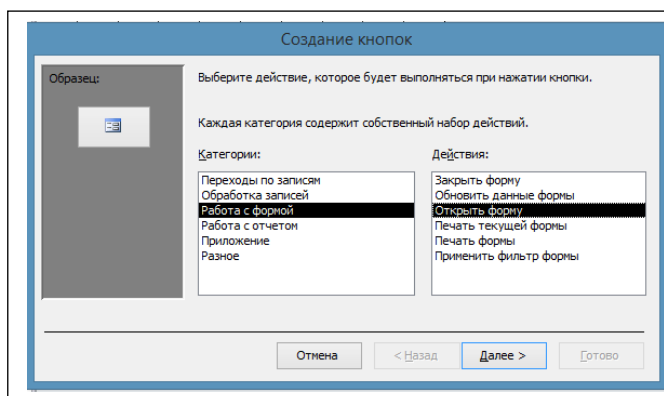 Создание кнопок
Образец:
Выберите действие, которое будет выполняться при нажатии кнопки.
Каждая категория содержит собственный набор действий.
Категории:
Переходы по записям
Обработка записей
Работа с формой
Работа с отчетом
Приложение
Разное
Действия:
Закрыть форму
Обновить данные формы
Открыть форму
Печать текущей формы
Печать формы
Применить фильтр формы
Отмена
< Назад
Далее >
Готово